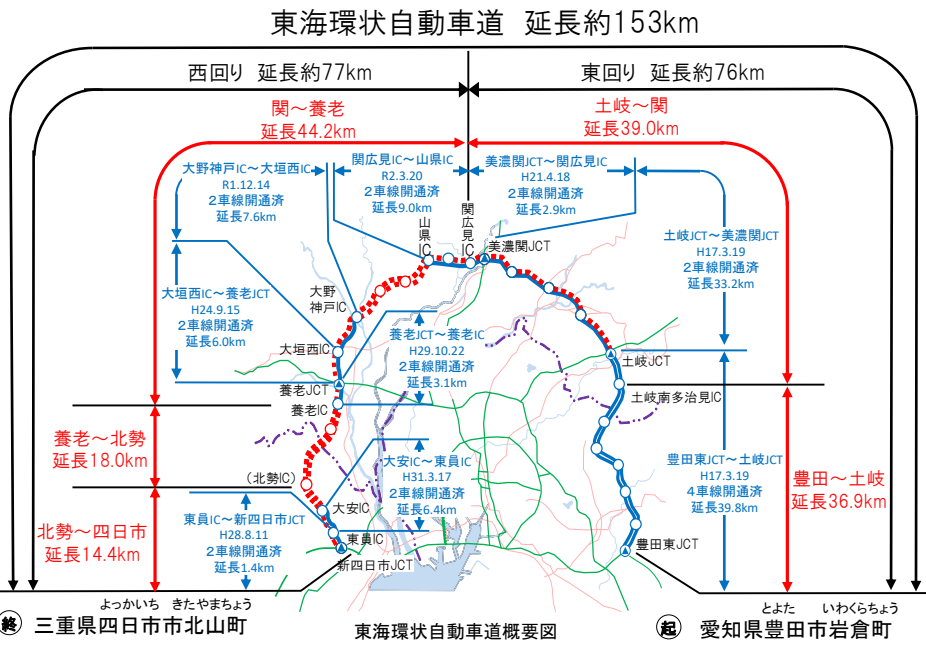 東海環状自動車道 延長約153km
西回り 延長約77km
東回り 延長約76km
関～養老
延長44.2km
土岐～関
延長39.0km
大野神戸IC～大垣西IC
R1.12.14
2車線開通済
延長7.6km
関広見IC～山県IC
R2.3.20
2車線開通済
延長9.0km
美濃関JCT～関広見IC
H21.4.18
2車線開通済
延長2.9km
山県IC
関広見IC
美濃関JCT
土岐JCT～美濃関JCT
H17.3.19
2車線開通済
延長33.2km
大垣西IC～養老JCT
H24.9.15
2車線開通済
延長6.0km
大野
神戸IC
養老JCT～養老IC
H29.10.22
2車線開通済
延長3.1km
大垣西IC
土岐JCT
養老JCT
土岐南多治見IC
養老IC
養老～北勢
延長18.0km
大安IC～東員IC
H31.3.17
2車線開通済
延長6.4km
豊田東JCT～土岐JCT
H17.3.19
4車線開通済
延長39.8km
豊田～土岐
延長36.9km
(北勢IC)
北勢～四日市
延長14.4km
東員IC～新四日市JCT
H28.8.11
2車線開通済
延長1.4km
大安IC
東員IC
新四日市JCT
豊田東JCT
よっかいち きたやまちょう
終 三重県四日市市北山町
東海環状自動車道概要図
とよた いわくらちょう
起 愛知県豊田市岩倉町